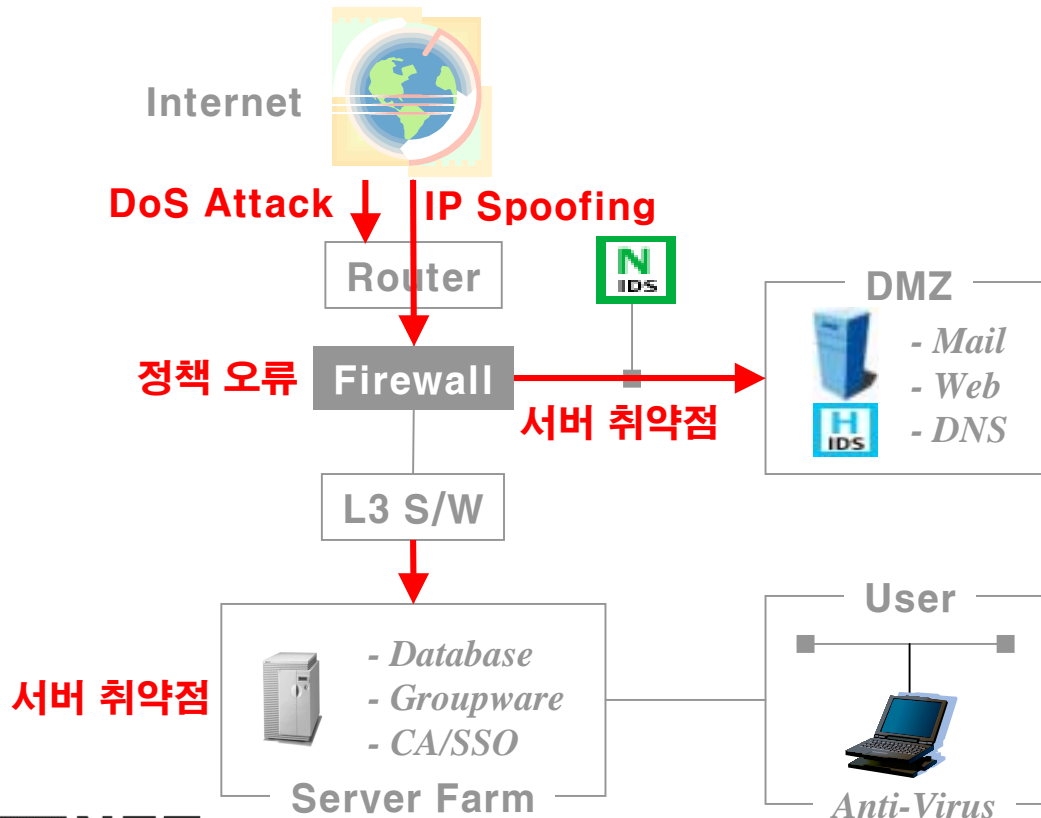 Internet
DoS Attack
IP Spoofing
Router
N
IDS
DMZ
- Mail
- Web
- DNS
H
IDS
정책 오류
Firewall
서버 취약점
L3 S/W
User
- Database
- Groupware
- CA/SSO
서버 취약점
Server Farm
Anti-Virus